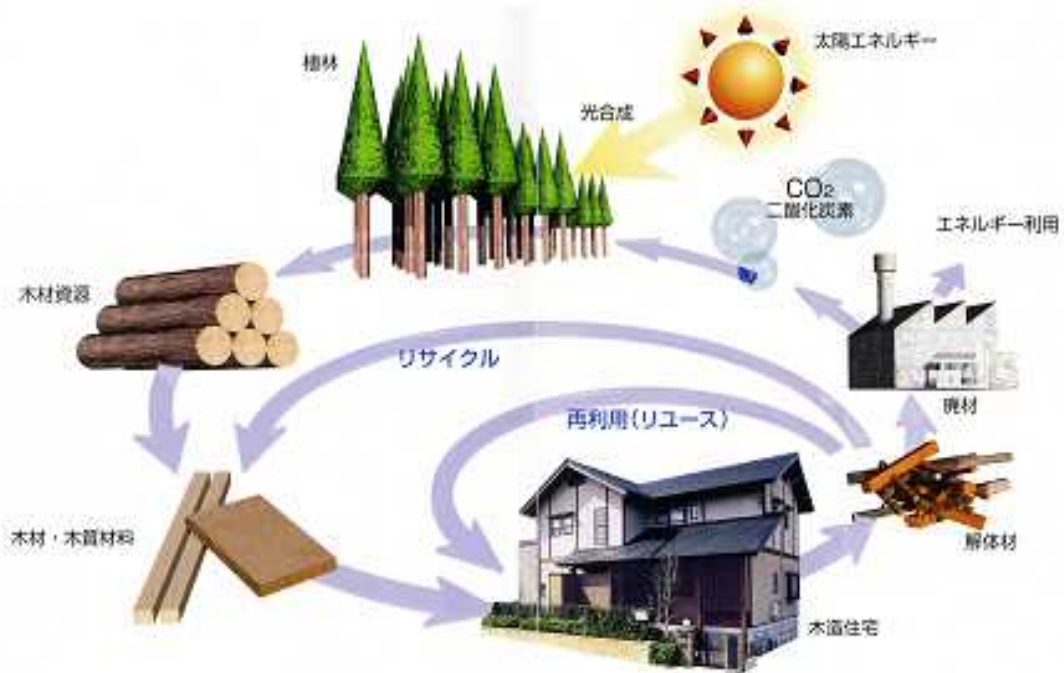 太陽エネルギー
植林
光合成
CO₂
二酸化炭素
エネルギー利用
木材資源
リサイクル
再利用(リユース)
廃材
木材・木質材料
解体材
木造住宅